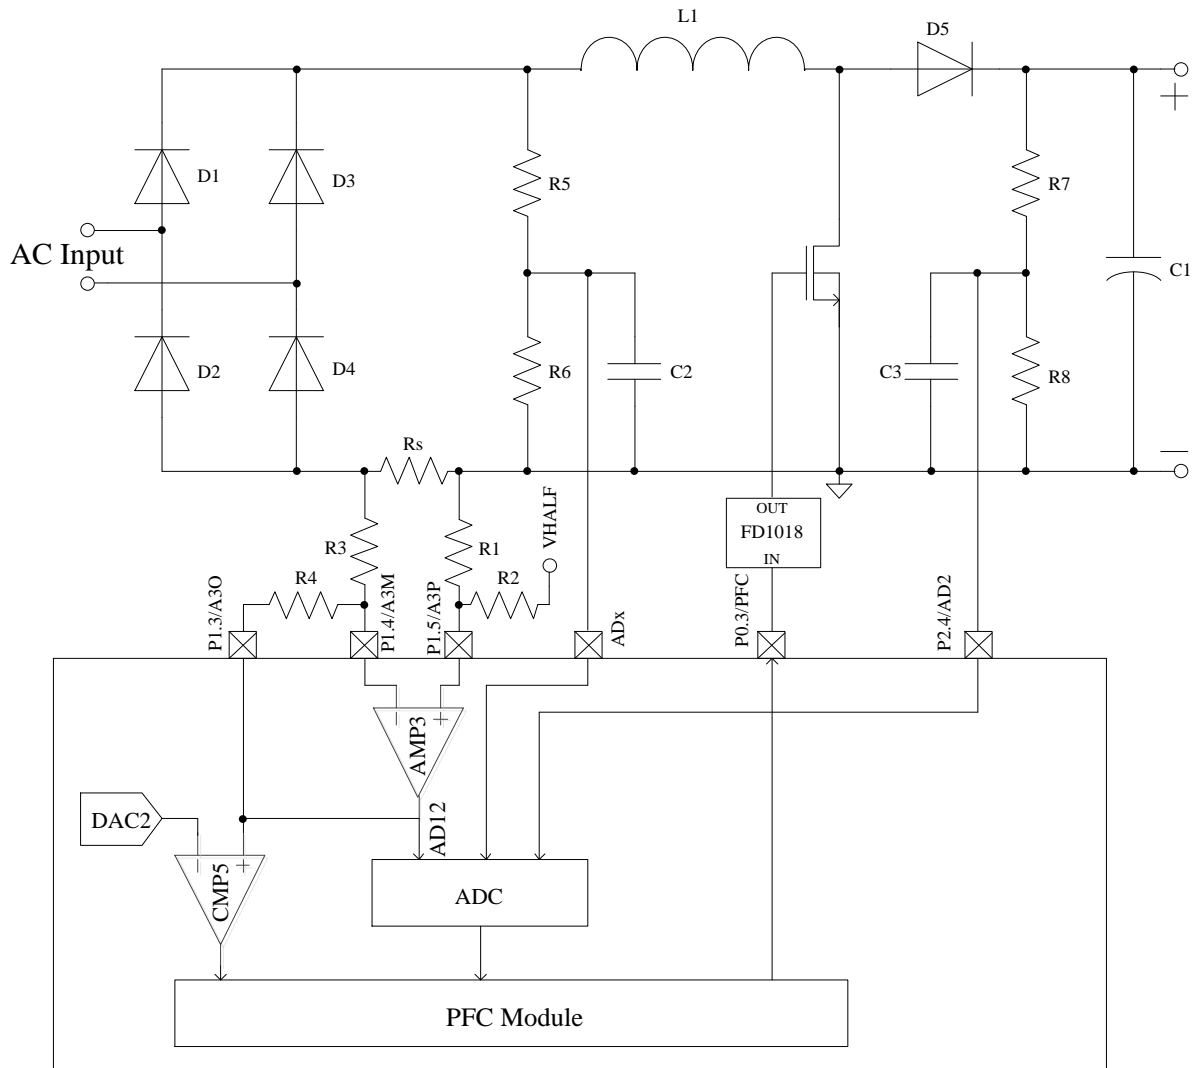 L1
D5
+
D1
D3
R5
R7
AC Input
C1
D2
D4
R6
C2
C3
R8
Rs
−
VHALF
OUT
FD1018
IN
R3
R1
R4
R2
P1.3/A3O
P1.4/A3M
P1.5/A3P
ADx
P0.3/PFC
P2.4/AD2
− +
AMP3
DAC2
AD12
− +
CMP5
ADC
PFC Module